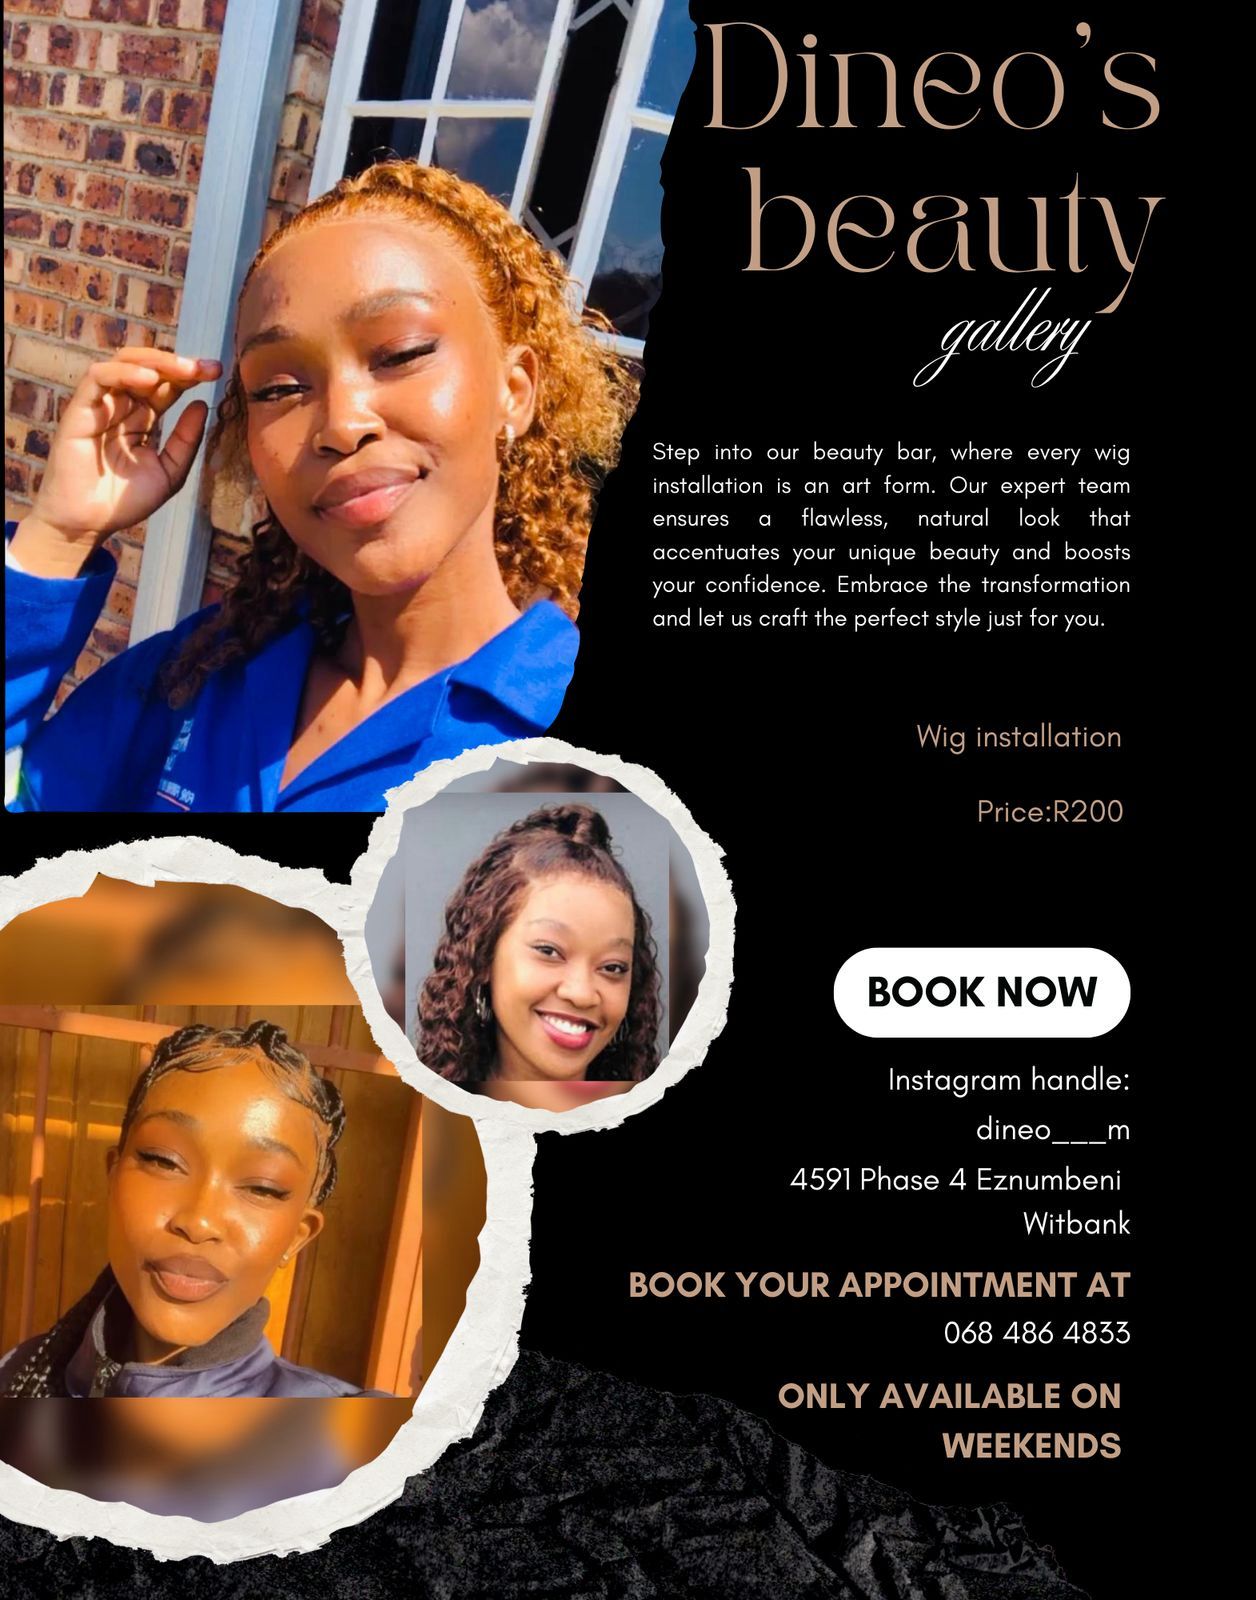 Dineo's
beauty
gallery
Step into our beauty bar, where every wig
installation is an art form. Our expert team
ensures a flawless, natural look that
accentuates your unique beauty and boosts
your confidence. Embrace the transformation
and let us craft the perfect style just for you.
Wig installation
Price:R200
BOOK NOW
Instagram handle:
dineo___m
4591 Phase 4 Eznumbeni
Witbank
BOOK YOUR APPOINTMENT AT
068 486 4833
ONLY AVAILABLE ON
WEEKENDS